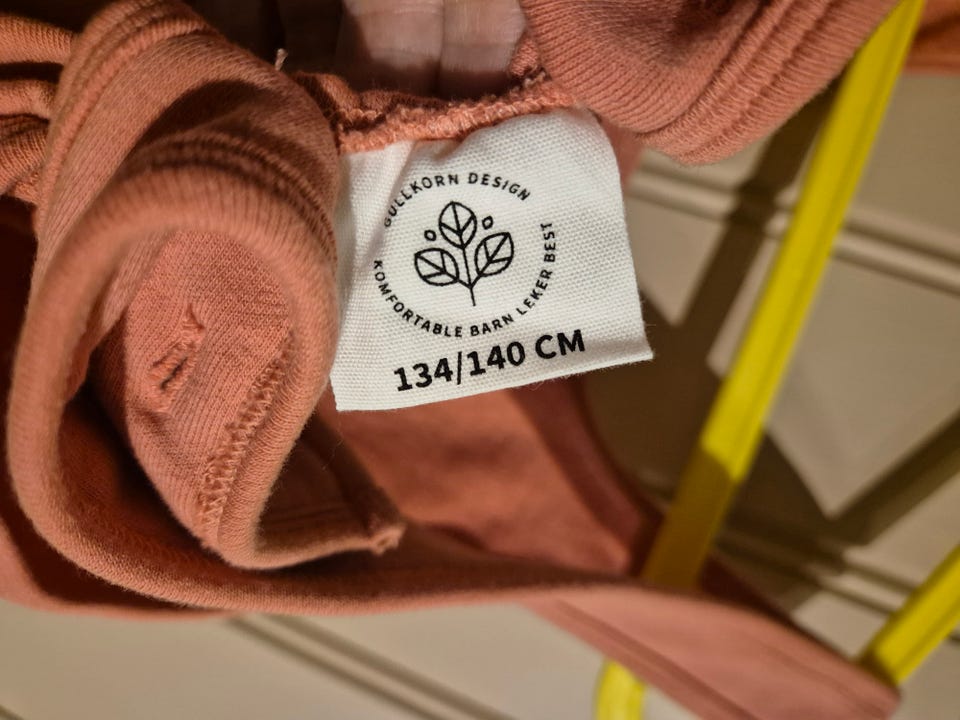 GULLKORN DESIGN
KOMFORTABLE BARN LEKER BEST
134/140 CM